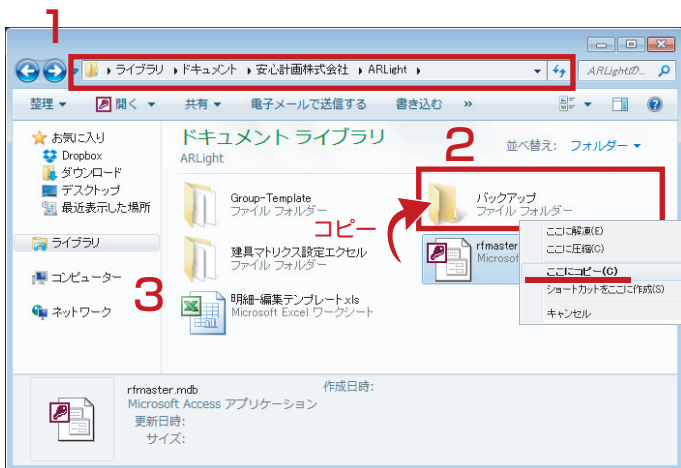 1
ライブラリ ▸ ドキュメント ▸ 安心計画株式会社 ▸ ARLight ▸
ARLightの...
整理 ▼ 開く ▼ 共有 ▼ 電子メールで送信する 書き込む »
お気に入り
Dropbox
ダウンロード
デスクトップ
最近表示した場所
ライブラリ
コンピューター
ネットワーク
ドキュメント ライブラリ
ARLight
2
並べ替え: フォルダー ▼
Group-Template
ファイル フォルダー
バックアップ
ファイル フォルダー
コピー
建具マトリクス設定エクセル
ファイル フォルダー
rfmaster
Microsof
3
明細-編集テンプレート.xls
Microsoft Excel ワークシート
ここに解凍(E)
ここに圧縮(O)
ここにコピー(C)
ショートカットをここに作成(S)
キャンセル
rfmaster.mdb 作成日時:
Microsoft Access アプリケーション
更新日時:
サイズ: